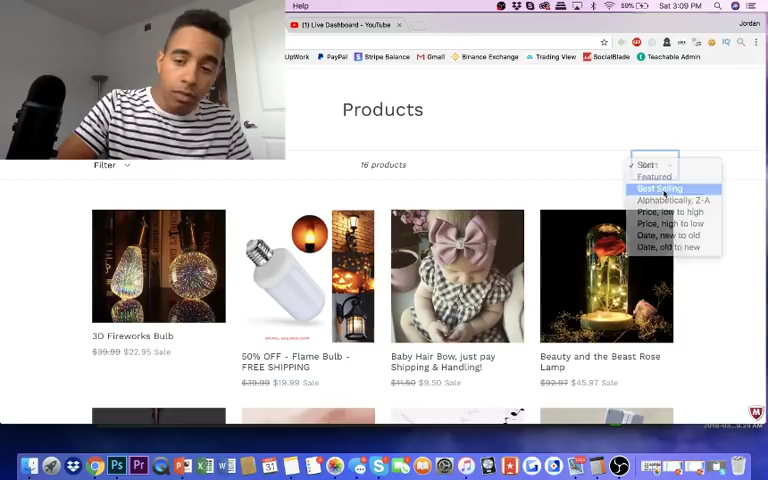 Help
59%
Sat 3:09 PM
(1) Live Dashboard - YouTube
Jordan
UpWork
PayPal
Stripe Balance
Gmail
Binance Exchange
Trading View
SocialBlade
Teachable Admin
Products
Filter
16 products
Sort
Featured
Best Selling
Alphabetically, Z-A
Price, low to high
Price, high to low
Date, new to old
Date, old to new
3D Fireworks Bulb
$39.99 $22.95 Sale
50% OFF - Flame Bulb -
FREE SHIPPING
$39.99 $19.99 Sale
Baby Hair Bow, just pay
Shipping & Handling!
$11.50 $9.50 Sale
Beauty and the Beast Rose
Lamp
$92.97 $45.97 Sale